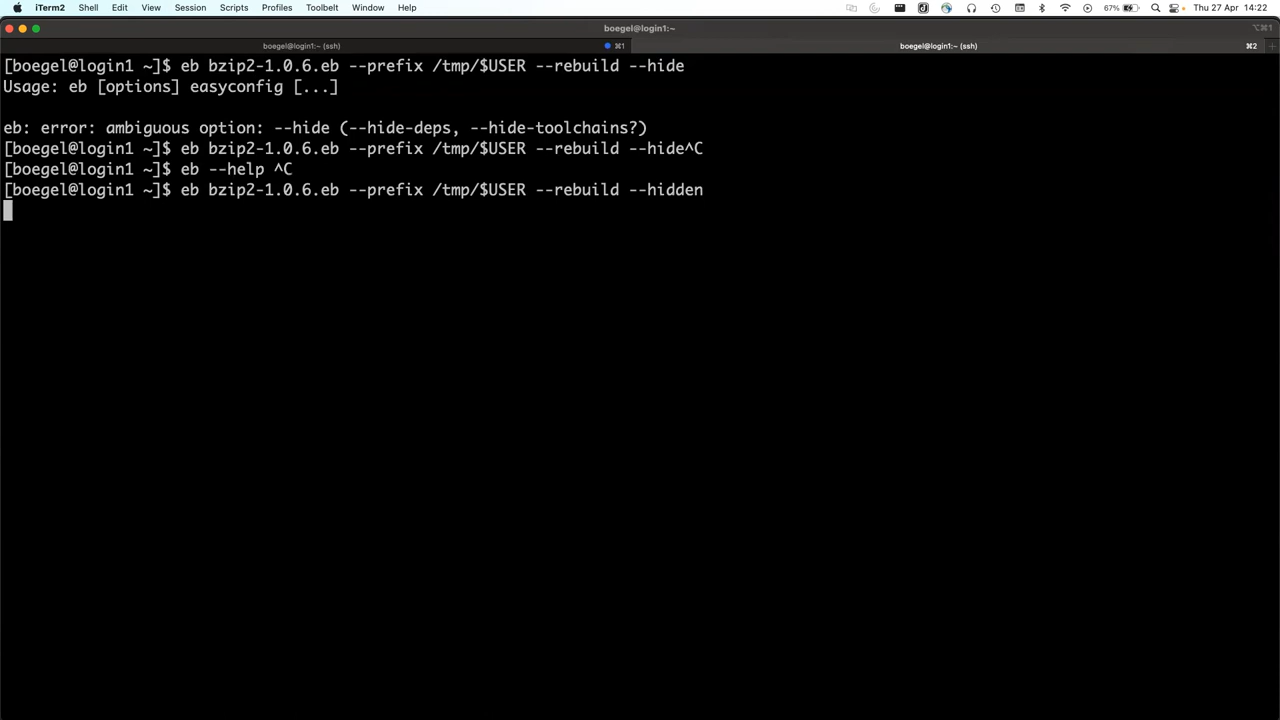 iTerm2 Shell Edit View Session Scripts Profiles Toolbelt Window Help 67% Thu 27 Apr 14:22
boegel@login1:~ ⌥⌘1
boegel@login1:~ (ssh) ⌘1 boegel@login1:~ (ssh) ⌘2 +
[boegel@login1 ~]$ eb bzip2-1.0.6.eb --prefix /tmp/$USER --rebuild --hide
Usage: eb [options] easyconfig [...]
eb: error: ambiguous option: --hide (--hide-deps, --hide-toolchains?)
[boegel@login1 ~]$ eb bzip2-1.0.6.eb --prefix /tmp/$USER --rebuild --hide^C
[boegel@login1 ~]$ eb --help ^C
[boegel@login1 ~]$ eb bzip2-1.0.6.eb --prefix /tmp/$USER --rebuild --hidden